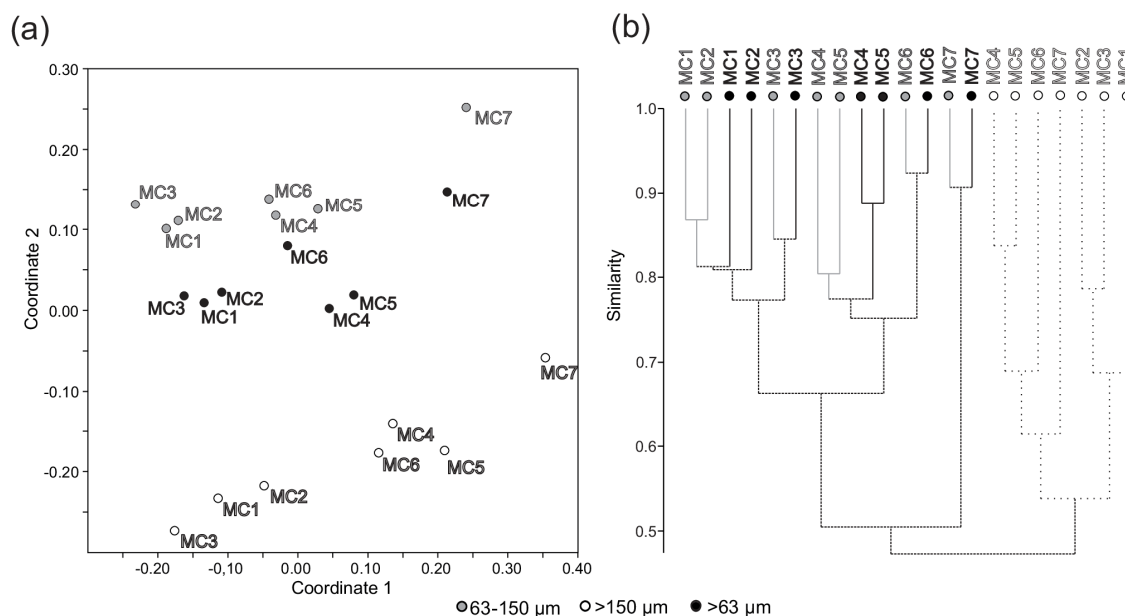 (a)
0.30
0.20
0.10
0.00
-0.10
-0.20
Coordinate 2
MC7
MC7
MC3
MC2
MC1
MC6
MC5
MC4
MC6
MC3
MC1
MC2
MC5
MC4
MC7
MC4
MC6
MC5
MC2
MC1
MC3
-0.20 -0,10 0.00 0.10 0.20 0.30 0.40
Coordinate 1
(b)
MC1 MC2 MC1 MC2 MC3 MC3 MC4 MC5 MC4 MC5 MC6 MC6 MC7 MC7 MC4 MC5 MC6 MC7 MC2 MC3 MC1
1.0
0.9
0.8
0.7
0.6
0.5
Similarity
63-150 µm >150 µm >63 µm